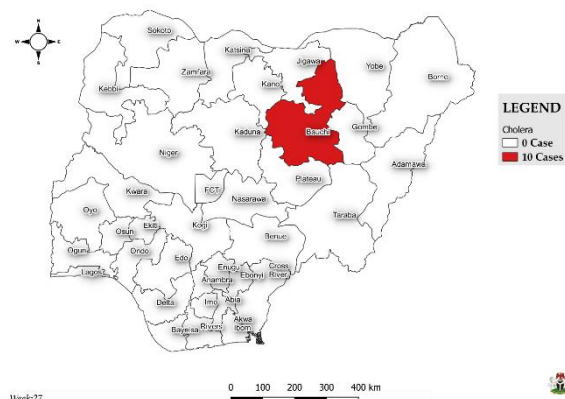 N
W E
S
Sokoto
Katsina
Jigawa
Yobe
Borno
Zamfara
Kebbi
Kano
Kaduna
Bauchi
Gombe
Niger
Adamawa
Plateau
FCT
Kwara
Nasarawa
Taraba
Oyo
Kogi
Osun
Ekiti
Benue
Ogun
Ondo
Edo
Lagos
Enugu
Ebonyi
Cross
River
Anambra
Delta
Imo
Abia
Bayelsa
Rivers
Akwa
Ibom
LEGEND
Cholera
0 Case
10 Cases
Week:27
0 100 200 300 400 km